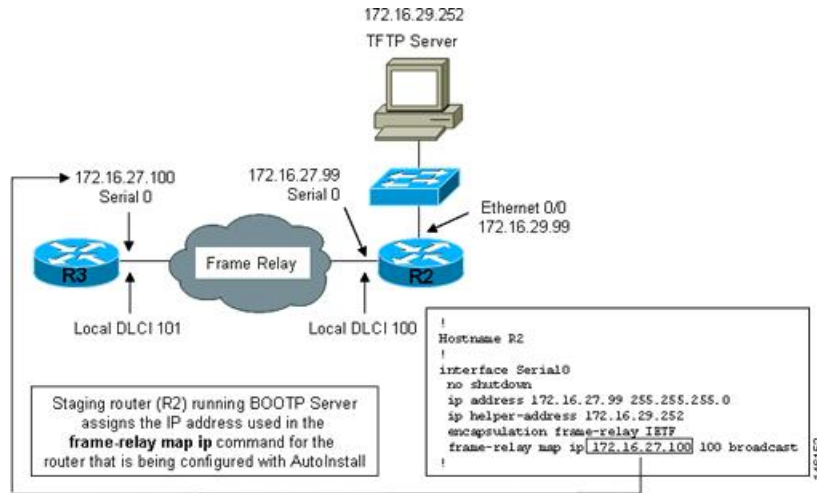 172.16.29.252
TFTP Server
172.16.27.100
Serial 0
172.16.27.99
Serial 0
Ethernet 0/0
172.16.29.99
R3
Frame Relay
R2
Local DLCI 101
Local DLCI 100
Staging router (R2) running BOOTP Server
assigns the IP address used in the
frame-relay map ip command for the
router that is being configured with AutoInstall
!
Hostname R2
!
interface Serial0
no shutdown
ip address 172.16.27.99 255.255.255.0
ip helper-address 172.16.29.252
encapsulation frame-relay IETF
frame-relay map ip 172.16.27.100 100 broadcast
!